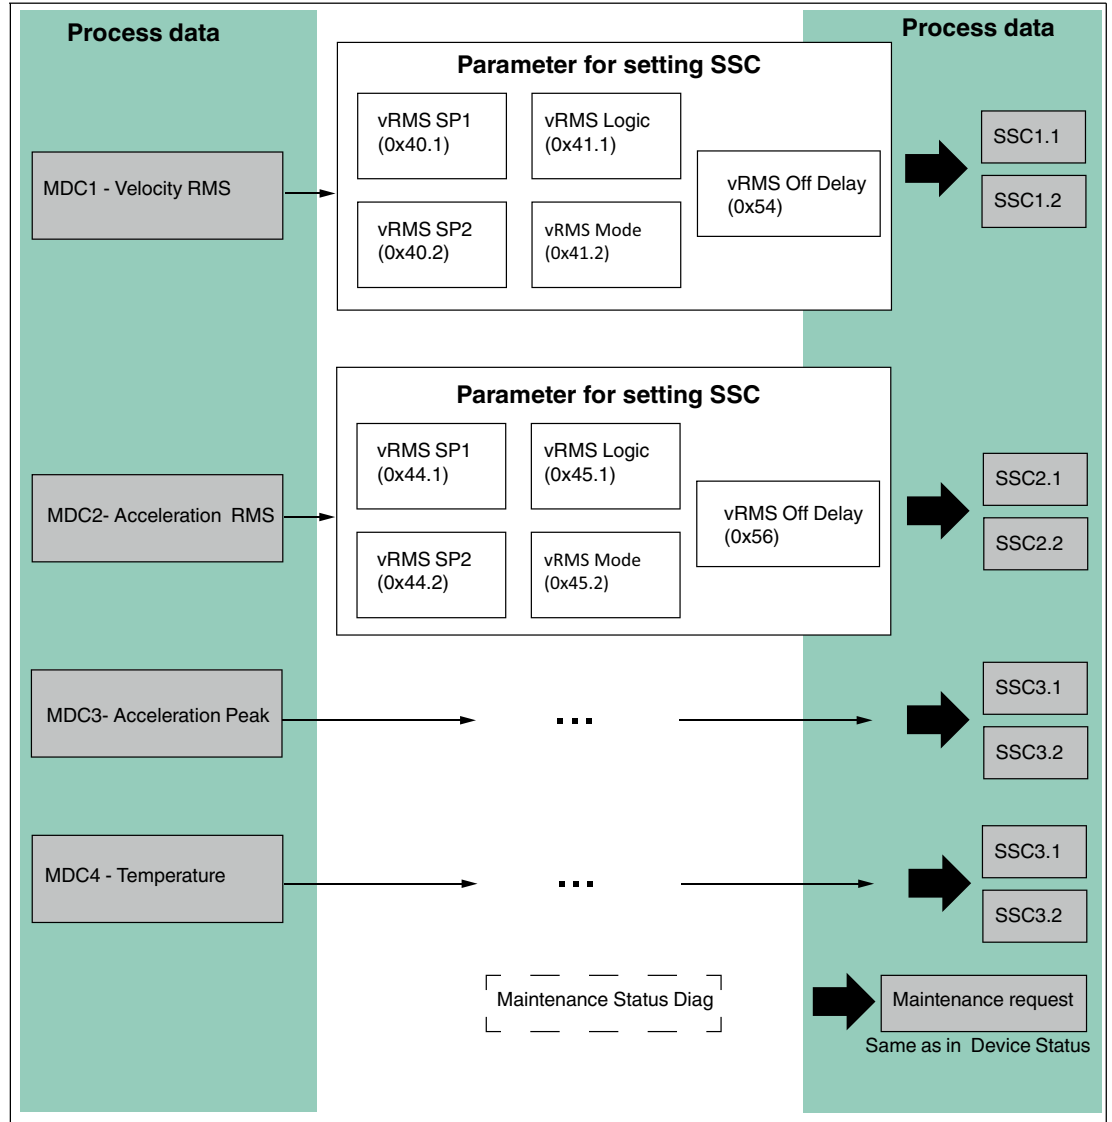 Process data
Process data
Parameter for setting SSC
vRMS SP1
(0x40.1)
vRMS Logic
(0x41.1)
SSC1.1
MDC1 - Velocity RMS
vRMS Off Delay
(0x54)
SSC1.2
vRMS SP2
(0x40.2)
vRMS Mode
(0x41.2)
Parameter for setting SSC
vRMS SP1
(0x44.1)
vRMS Logic
(0x45.1)
SSC2.1
MDC2- Acceleration RMS
vRMS Off Delay
(0x56)
SSC2.2
vRMS SP2
(0x44.2)
vRMS Mode
(0x45.2)
SSC3.1
MDC3- Acceleration Peak
...
SSC3.2
SSC3.1
MDC4 - Temperature
...
SSC3.2
Maintenance Status Diag
Maintenance request
Same as in Device Status